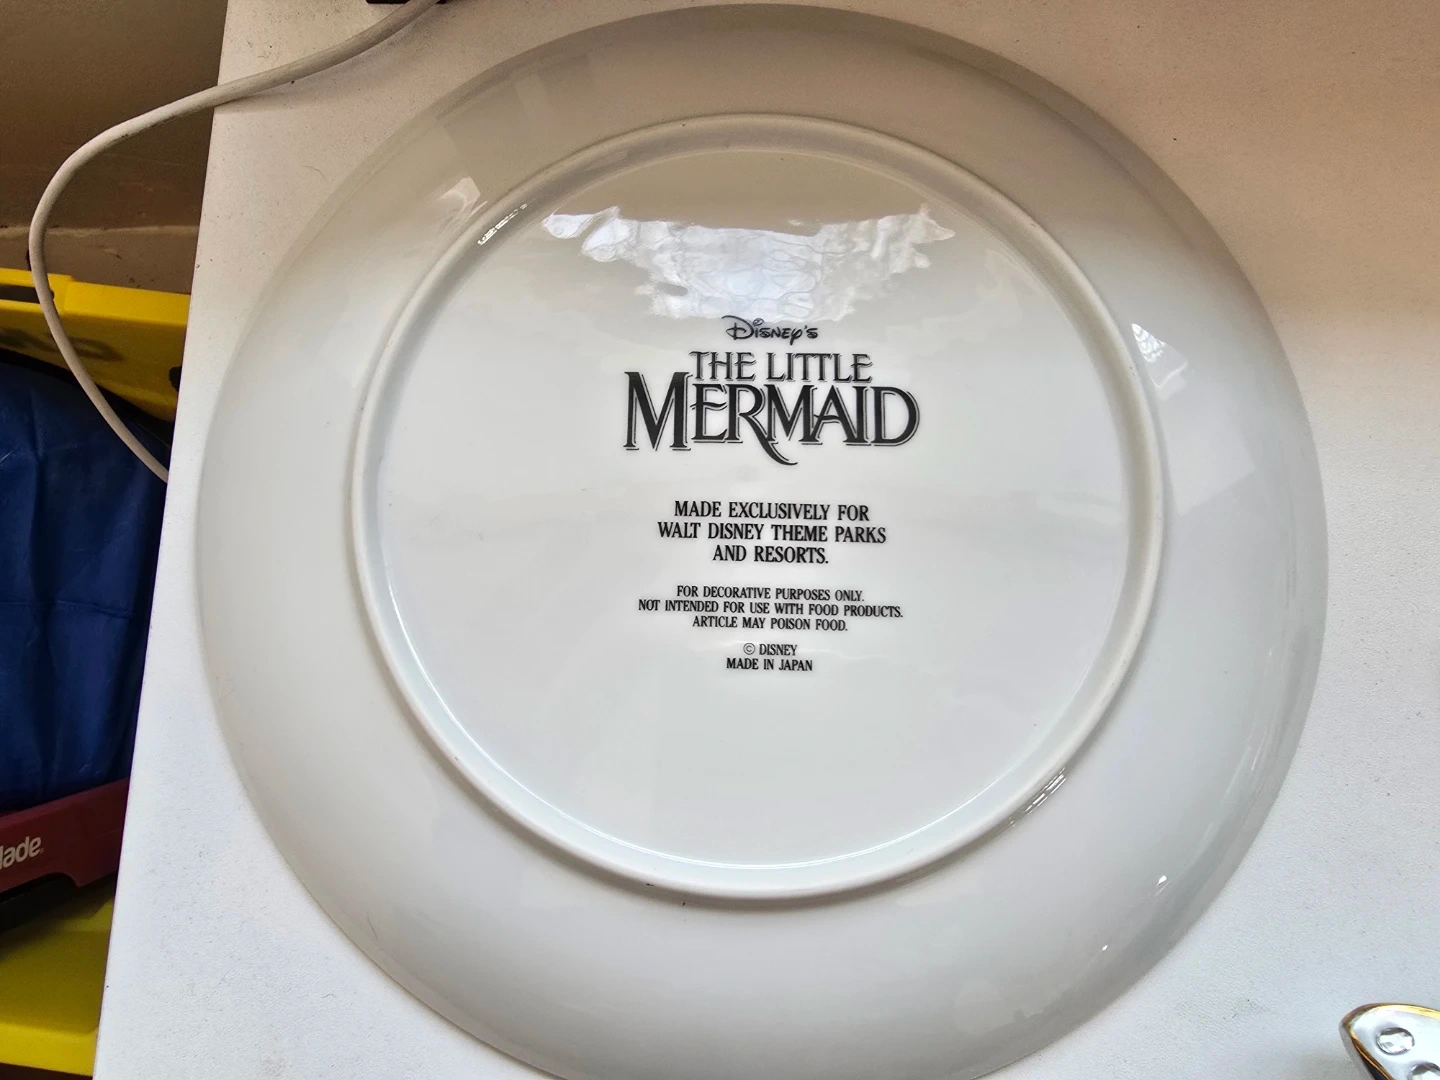 Disney's
THE LITTLE
MERMAID
MADE EXCLUSIVELY FOR
WALT DISNEY THEME PARKS
AND RESORTS.
FOR DECORATIVE PURPOSES ONLY.
NOT INTENDED FOR USE WITH FOOD PRODUCTS.
ARTICLE MAY POISON FOOD.
© DISNEY
MADE IN JAPAN